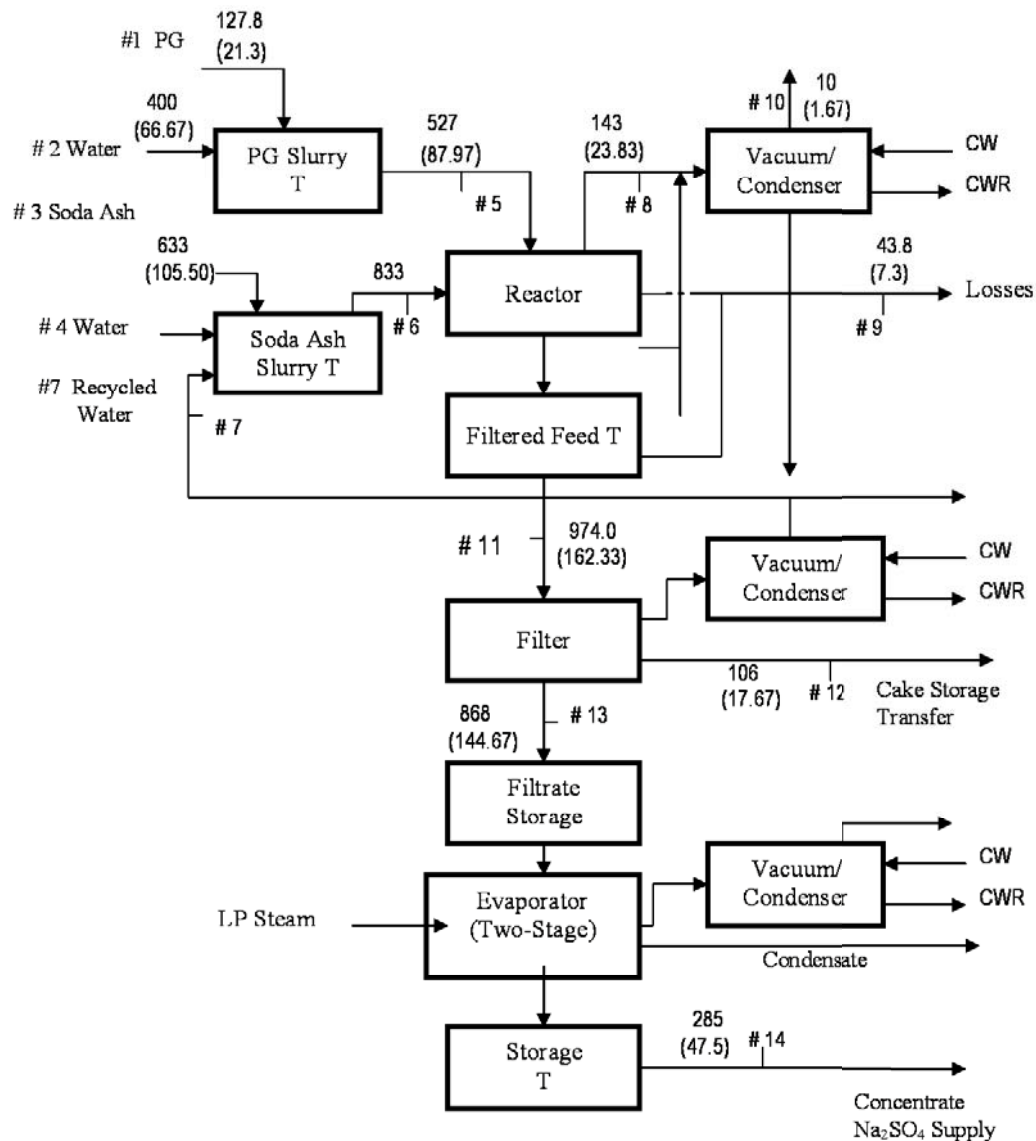 #1 PG
127.8
(21.3)
400
(66.67)
# 2 Water
PG Slurry
T
527
(87.97)
# 5
143
(23.83)
# 8
# 10
10
(1.67)
Vacuum/
Condenser
CW
CWR
# 3 Soda Ash
633
(105.50)
833
# 6
Reactor
43.8
(7.3)
Losses
# 9
# 4 Water
Soda Ash
Slurry T
#7 Recycled
Water
# 7
Filtered Feed T
# 11
974.0
(162.33)
Vacuum/
Condenser
CW
CWR
Filter
106
(17.67)
# 12
Cake Storage
Transfer
868
(144.67)
# 13
Filtrate
Storage
Vacuum/
Condenser
CW
CWR
LP Steam
Evaporator
(Two-Stage)
Condensate
Storage
T
285
(47.5)
# 14
Concentrate
Na₂SO₄ Supply